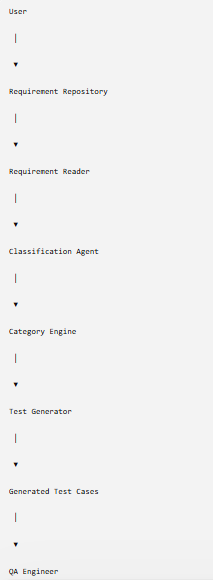 User
|
▼
Requirement Repository
|
▼
Requirement Reader
|
▼
Classification Agent
|
▼
Category Engine
|
▼
Test Generator
|
▼
Generated Test Cases
|
▼
QA Engineer